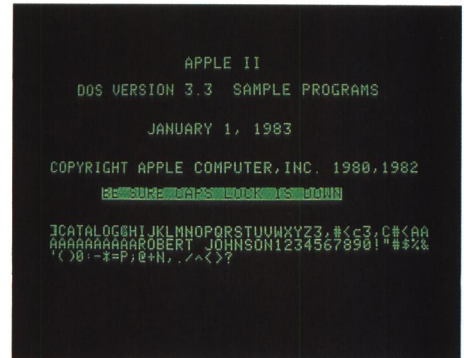 APPLE II
DOS VERSION 3.3 SAMPLE PROGRAMS
JANUARY 1, 1983
COPYRIGHT APPLE COMPUTER,INC. 1980,1982
BE SURE CAPS LOCK IS DOWN
]CATALOG@HIJKLMNOPQRSTUVWXYZ3,#<c3,C#<AA
AAAAAAAAAAROBERT JOHNSON1234567890!"#$%&
'()0:-*=P;@+N,./^<>?